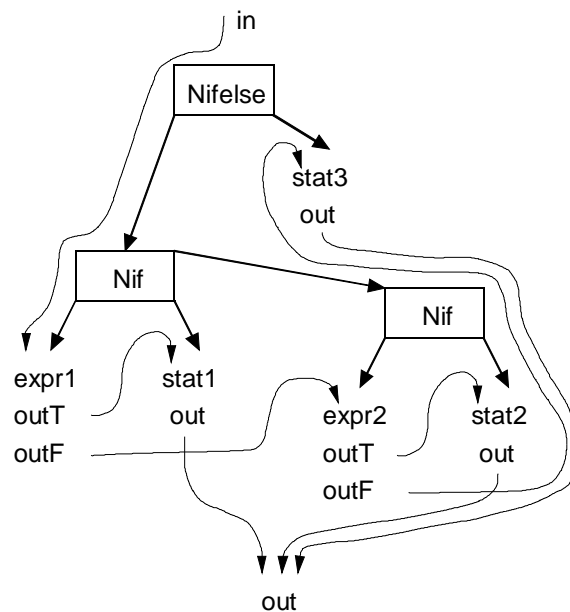 in
Nifelse
stat3
out
Nif
Nif
expr1
outT
outF
stat1
out
expr2
outT
outF
stat2
out
out